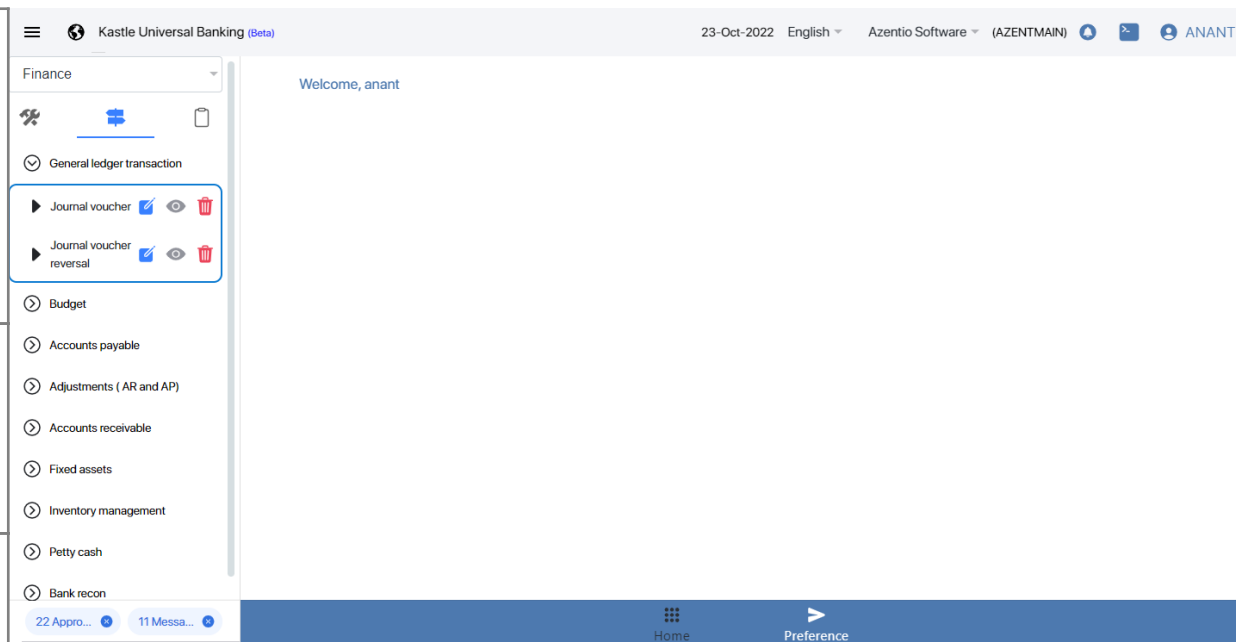 Kastle Universal Banking (Beta)
23-Oct-2022 English Azentio Software (AZENTMAIN) ANANT
Finance
Welcome, anant
General ledger transaction
Journal voucher
Journal voucher
reversal
Budget
Accounts payable
Adjustments ( AR and AP)
Accounts receivable
Fixed assets
Inventory management
Petty cash
Bank recon
22 Appro... 11 Messa...
Home Preference